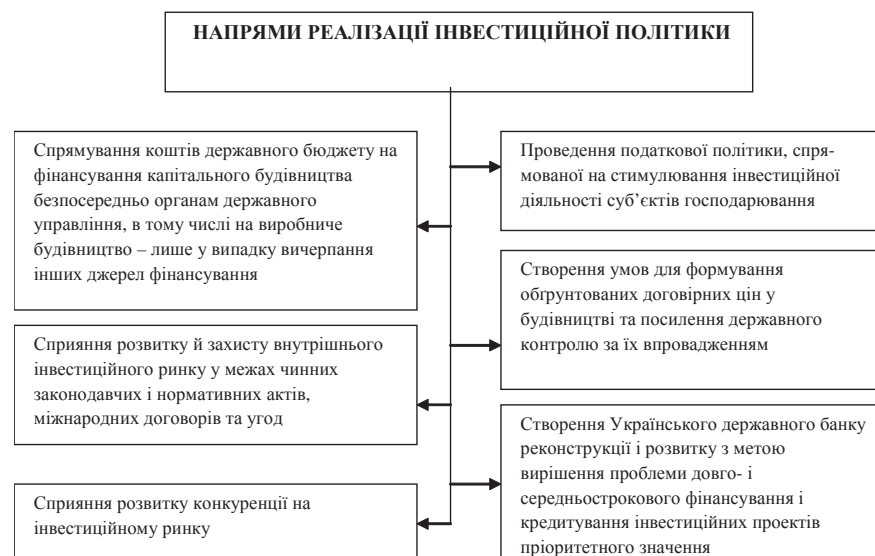 НАПРЯМИ РЕАЛІЗАЦІЇ ІНВЕСТИЦІЙНОЇ ПОЛІТИКИ
Спрямування коштів державного бюджету на
фінансування капітального будівництва
безпосередньо органам державного
управління, в тому числі на виробниче
будівництво – лише у випадку вичерпання
інших джерел фінансування
Сприяння розвитку й захисту внутрішнього
інвестиційного ринку у межах чинних
законодавчих і нормативних актів,
міжнародних договорів та угод
Сприяння розвитку конкуренції на
інвестиційному ринку
Проведення податкової політики, спря-
мованої на стимулювання інвестиційної
діяльності суб’єктів господарювання
Створення умов для формування
обґрунтованих договірних цін у
будівництві та посилення державного
контролю за їх впровадженням
Створення Українського державного банку
реконструкції і розвитку з метою
вирішення проблеми довго- і
середньострокового фінансування і
кредитування інвестиційних проектів
пріоритетного значення